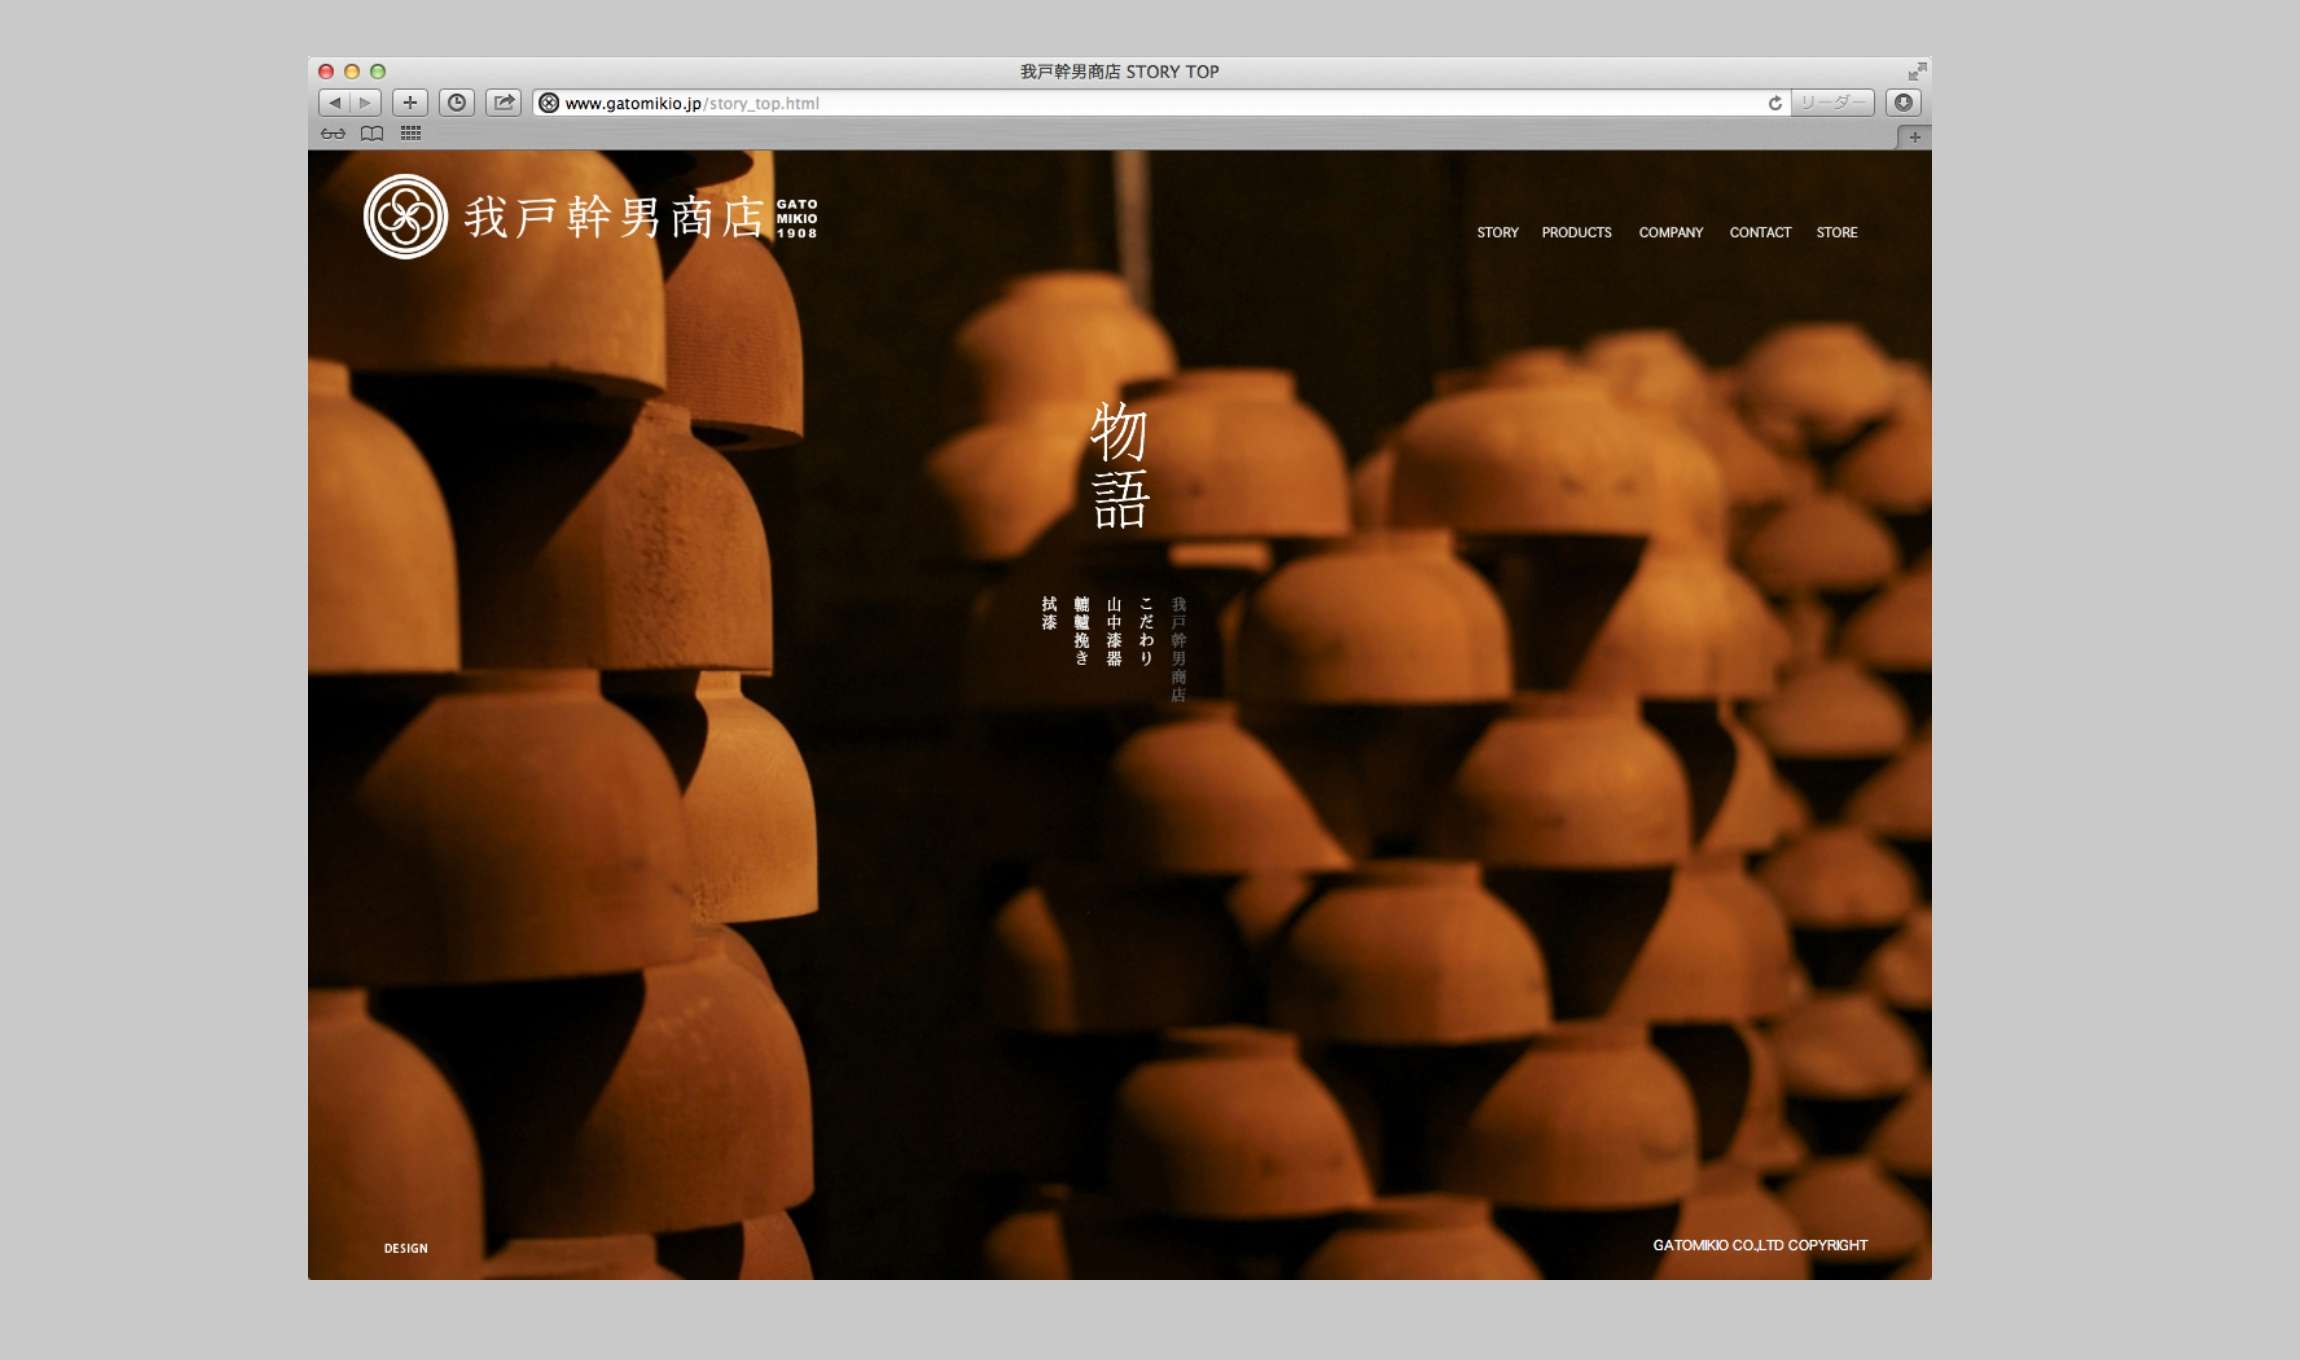 我戸幹男商店 STORY TOP
www.gatomikio.jp/story_top.html
リーダー
我戸幹男商店
GATO
MIKIO
1908
STORY PRODUCTS COMPANY CONTACT STORE
物語
我戸幹男商店
こだわり
山中漆器
轆轤挽き
拭漆
DESIGN
GATOMIKIO CO.,LTD COPYRIGHT